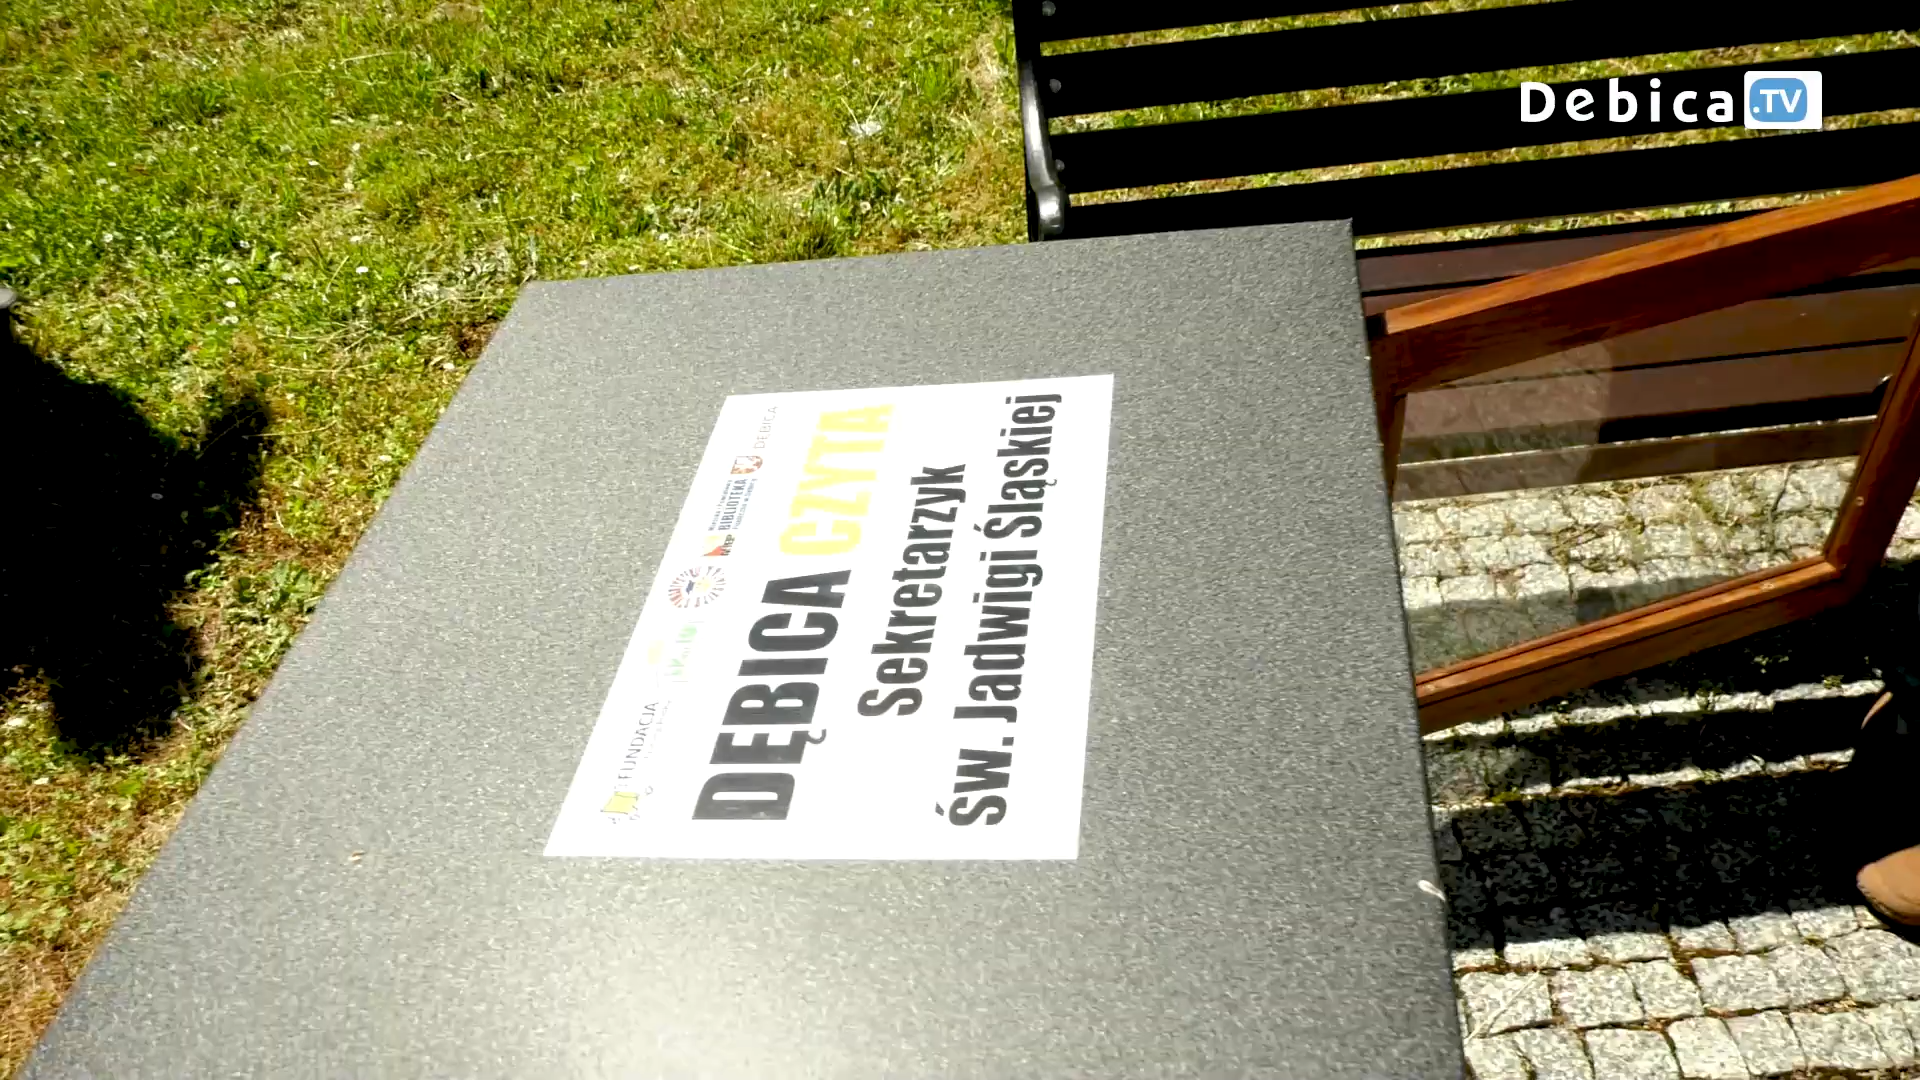 Debica.TV
FUNDACJA
BIBLIOTEKA
DĘBICA
DĘBICA CZYTA
Sekretarzyk
św. Jadwigi Śląskiej